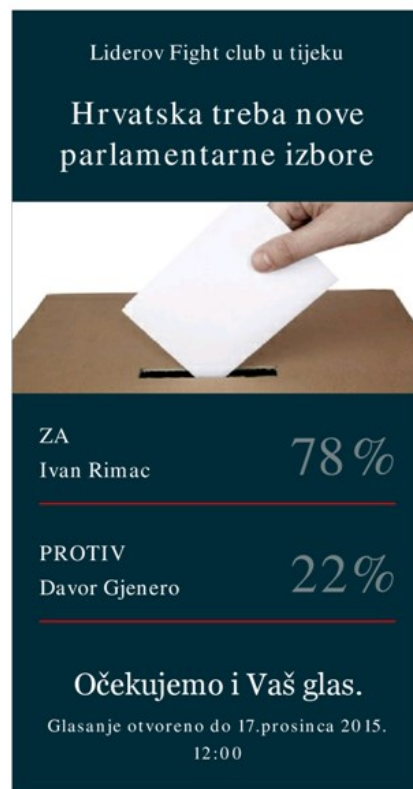 Liderov Fight club u tijeku
Hrvatska treba nove
parlamentarne izbore
ZA
Ivan Rimac
78%
PROTIV
Davor Gjenero
22%
Očekujemo i Vaš glas.
Glasanje otvoreno do 17.prosinca 2015.
12:00